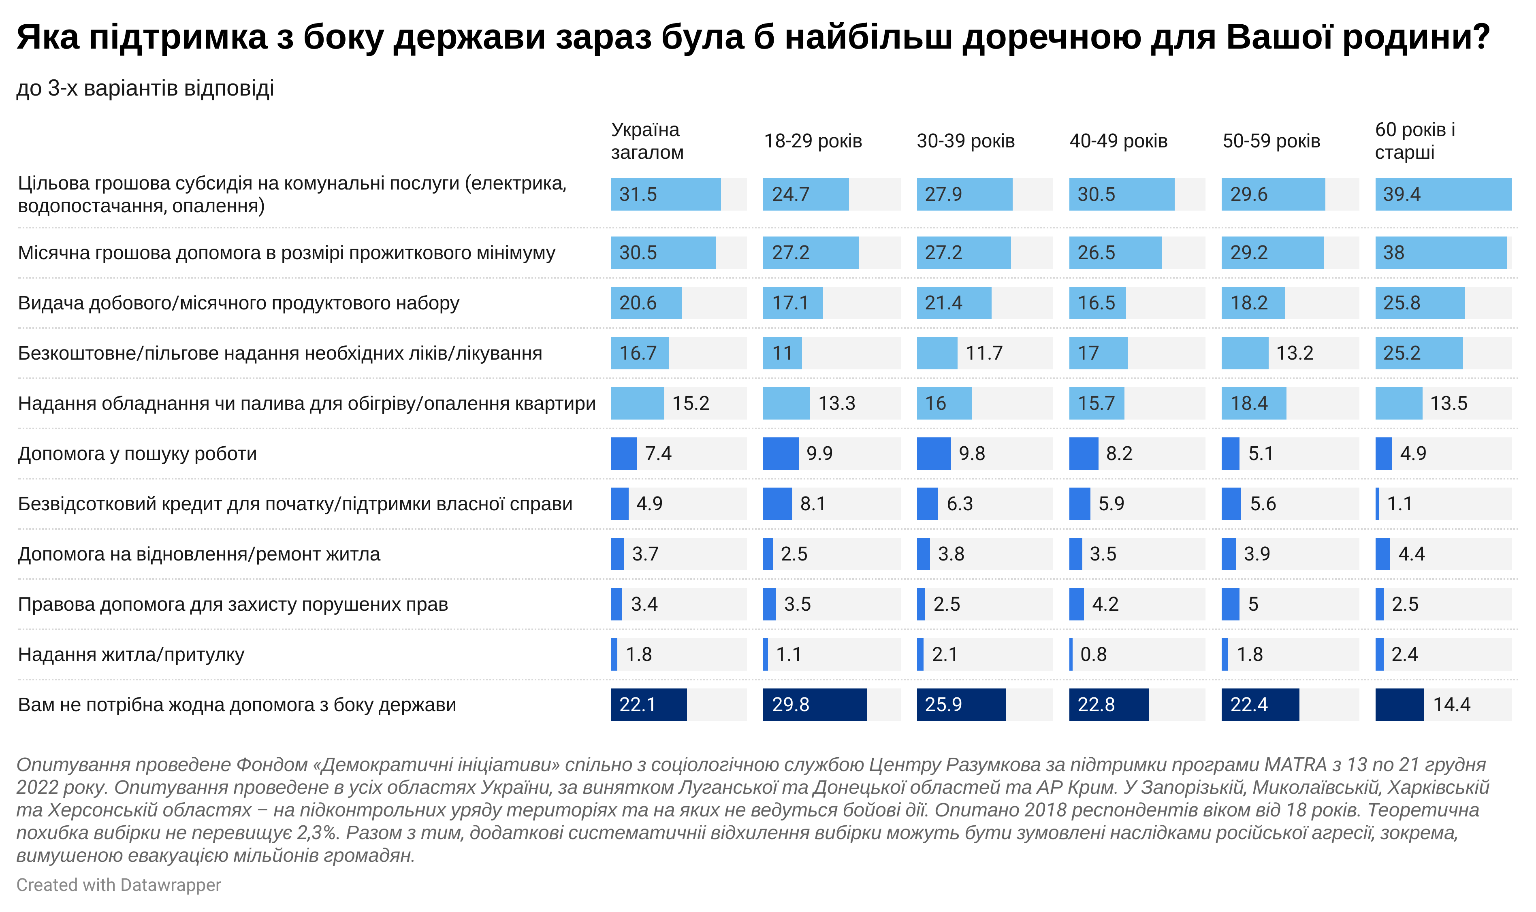 Яка підтримка з боку держави зараз була б найбільш доречною для Вашої родини?
до 3-х варіантів відповіді
Україна загалом 18-29 років 30-39 років 40-49 років 50-59 років 60 років і старші
Цільова грошова субсидія на комунальні послуги (електрика, водопостачання, опалення) 31.5 24.7 27.9 30.5 29.6 39.4
Місячна грошова допомога в розмірі прожиткового мінімуму 30.5 27.2 27.2 26.5 29.2 38
Видача добового/місячного продуктового набору 20.6 17.1 21.4 16.5 18.2 25.8
Безкоштовне/пільгове надання необхідних ліків/лікування 16.7 11 11.7 17 13.2 25.2
Надання обладнання чи палива для обігріву/опалення квартири 15.2 13.3 16 15.7 18.4 13.5
Допомога у пошуку роботи 7.4 9.9 9.8 8.2 5.1 4.9
Безвідсотковий кредит для початку/підтримки власної справи 4.9 8.1 6.3 5.9 5.6 1.1
Допомога на відновлення/ремонт житла 3.7 2.5 3.8 3.5 3.9 4.4
Правова допомога для захисту порушених прав 3.4 3.5 2.5 4.2 5 2.5
Надання житла/притулку 1.8 1.1 2.1 0.8 1.8 2.4
Вам не потрібна жодна допомога з боку держави 22.1 29.8 25.9 22.8 22.4 14.4
Опитування проведене Фондом «Демократичні ініціативи» спільно з соціологічною службою Центру Разумкова за підтримки програми MATRA з 13 по 21 грудня
2022 року. Опитування проведене в усіх областях України, за винятком Луганської та Донецької областей та АР Крим. У Запорізькій, Миколаївській, Харківській
та Херсонській областях – на підконтрольних уряду територіях та на яких не ведуться бойові дії. Опитано 2018 респондентів віком від 18 років. Теоретична
похибка вибірки не перевищує 2,3%. Разом з тим, додаткові систематичнії відхилення вибірки можуть бути зумовлені наслідками російської агресії, зокрема,
вимушеною евакуацією мільйонів громадян.
Created with Datawrapper